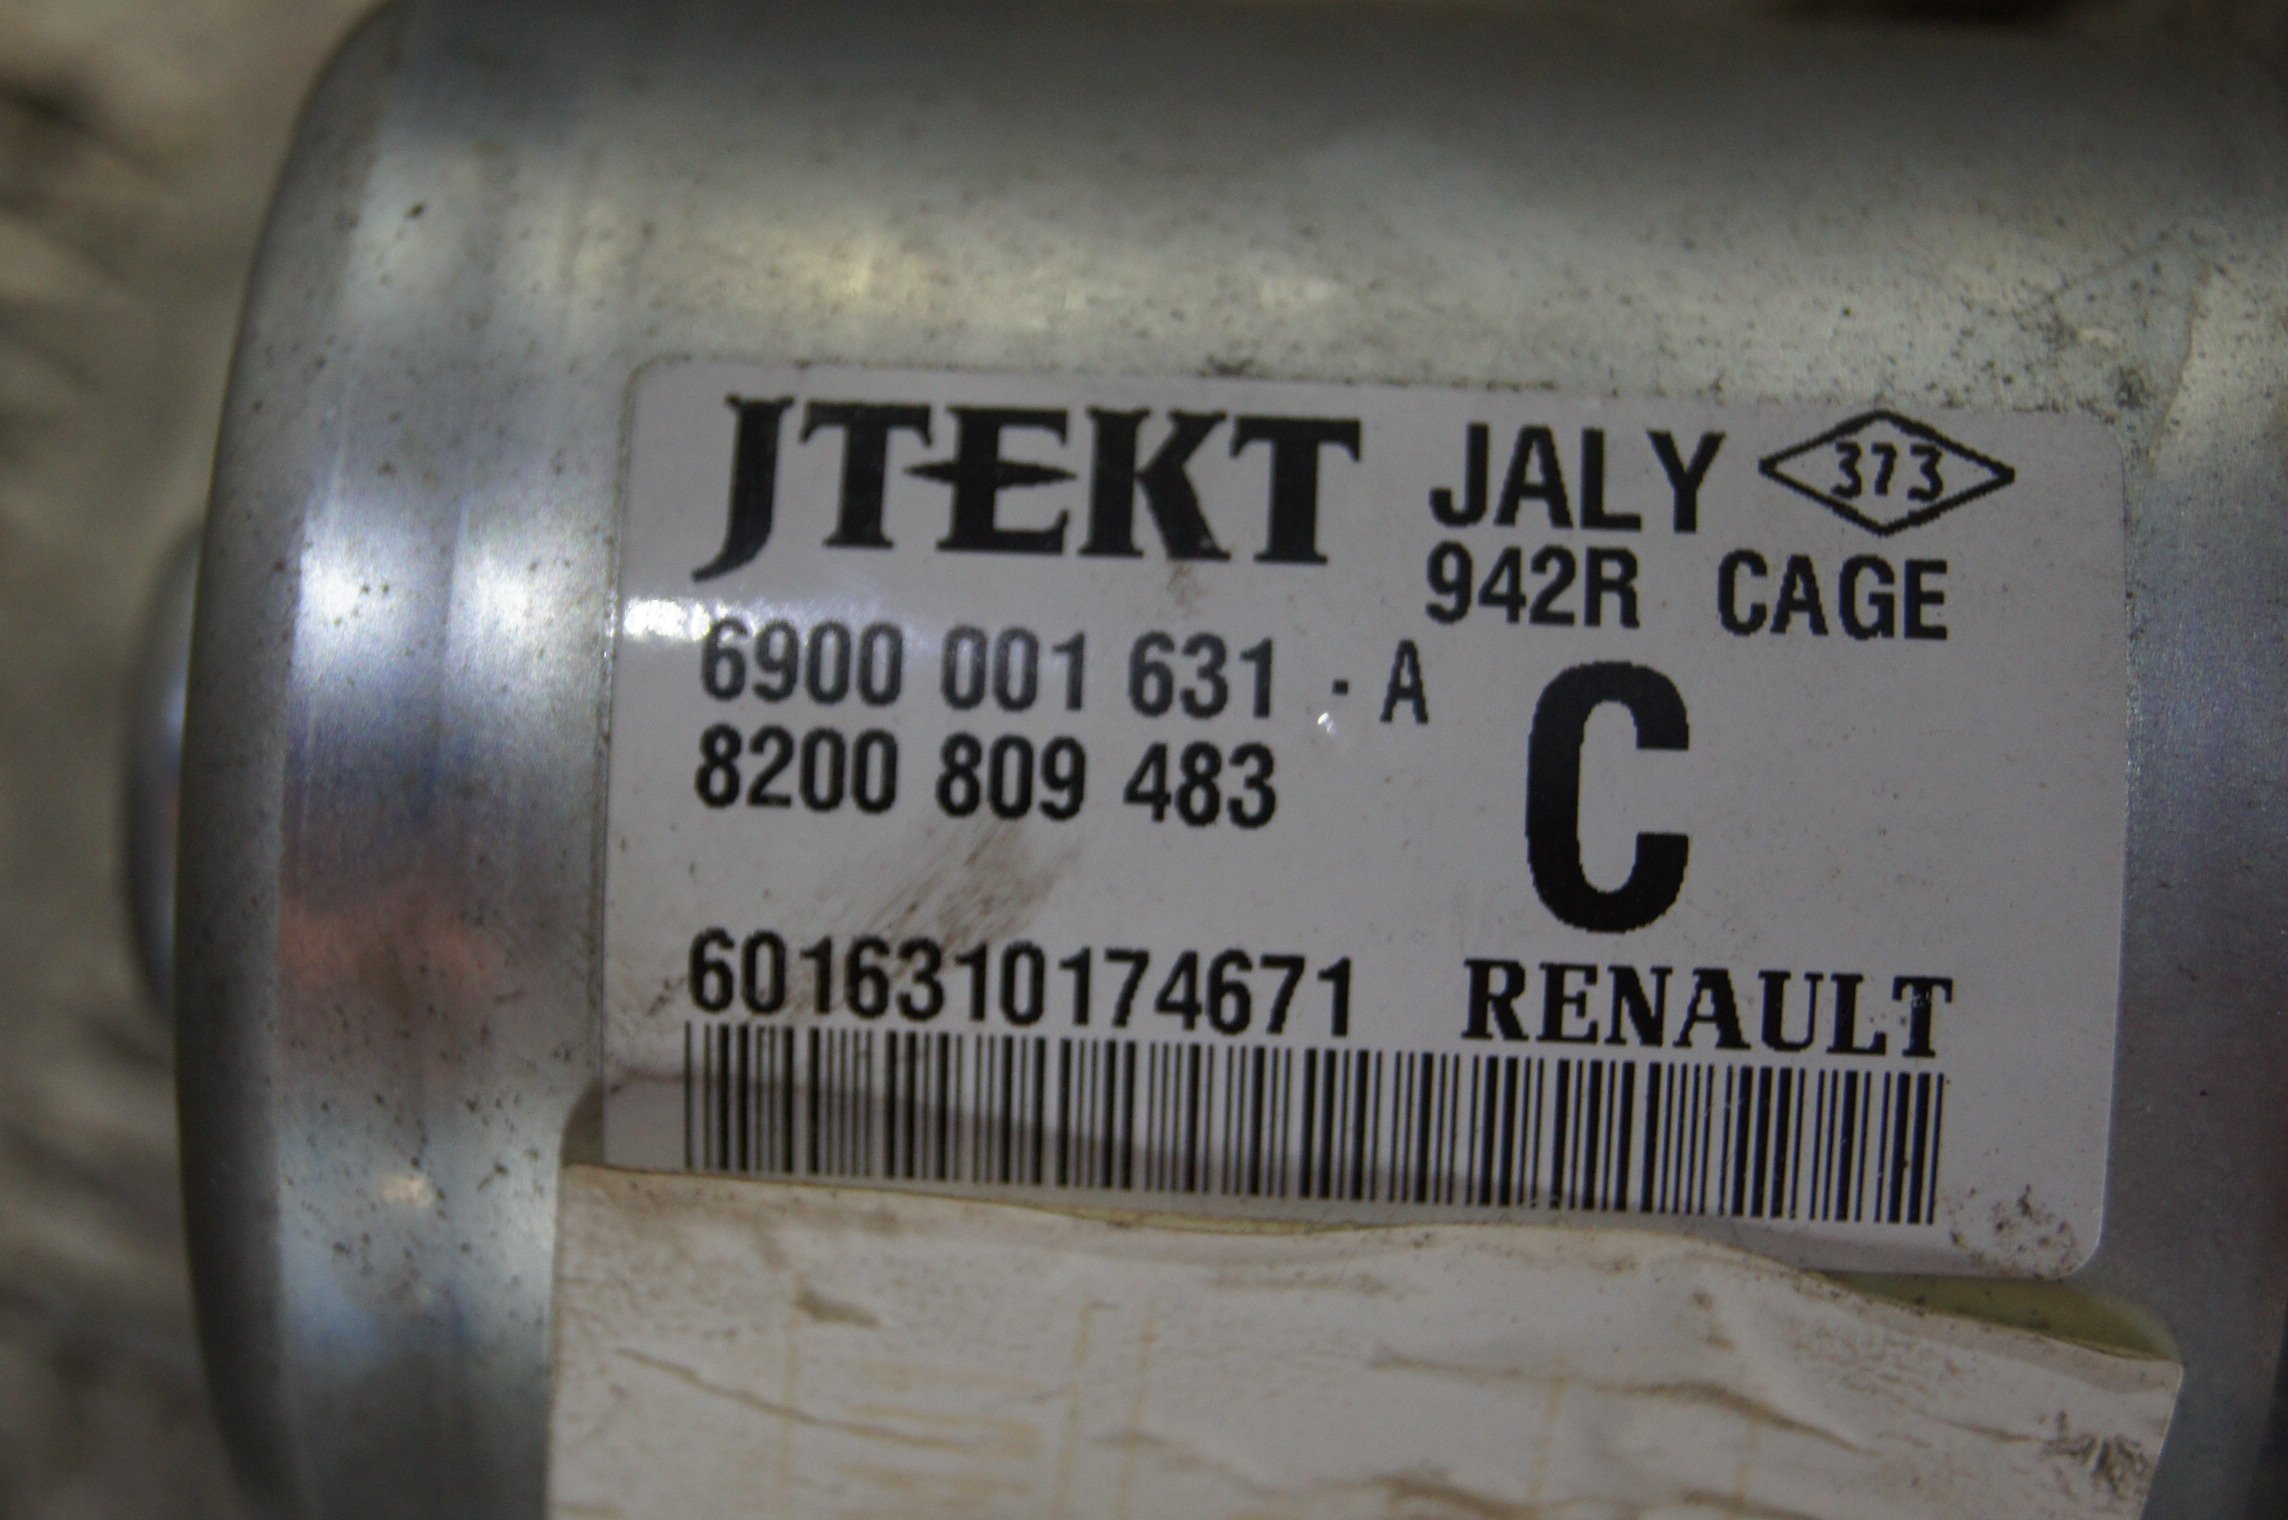 JTEKT JALY 373
942R CAGE
6900 001 631 - A
8200 809 483
C
6016310174671 RENAULT